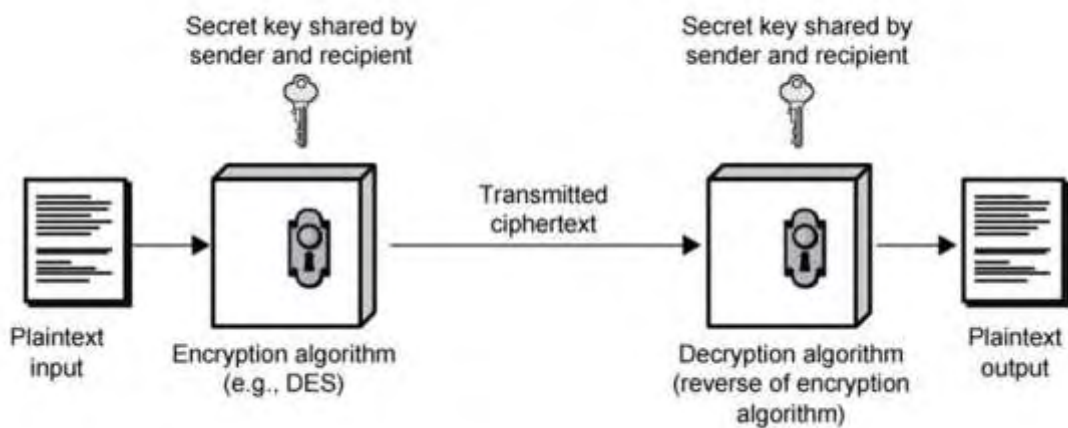 Secret key shared by
sender and recipient
Secret key shared by
sender and recipient
Transmitted
ciphertext
Plaintext
input
Encryption algorithm
(e.g., DES)
Decryption algorithm
(reverse of encryption
algorithm)
Plaintext
output